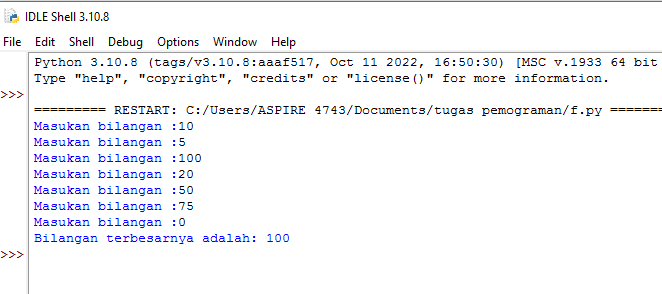 IDLE Shell 3.10.8
File Edit Shell Debug Options Window Help
Python 3.10.8 (tags/v3.10.8:aaaf517, Oct 11 2022, 16:50:30) [MSC v.1933 64 bit
Type "help", "copyright", "credits" or "license()" for more information.
>>>
========= RESTART: C:/Users/ASPIRE 4743/Documents/tugas pemograman/f.py =======
Masukan bilangan :10
Masukan bilangan :5
Masukan bilangan :100
Masukan bilangan :20
Masukan bilangan :50
Masukan bilangan :75
Masukan bilangan :0
Bilangan terbesarnya adalah: 100
>>>